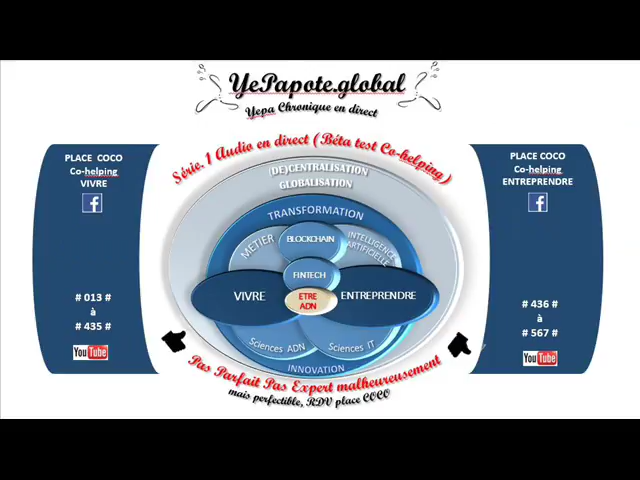 YePapote.global
Yepa Chronique en direct
Série. 1 Audio en direct (Béta test Co-helping)
PLACE COCO
Co-helping
VIVRE
# 013 #
à
# 435 #
YouTube
(DE)CENTRALISATION
GLOBALISATION
TRANSFORMATION
METIER
BLOCKCHAIN
INTELLIGENCE
ARTIFICIELLE
FINTECH
VIVRE
ETRE
ADN
ENTREPRENDRE
Sciences ADN
Sciences IT
INNOVATION
PLACE COCO
Co-helping
ENTREPRENDRE
# 436 #
à
# 567 #
YouTube
Pas Parfait Pas Expert malheureusement
mais perfectible, RDV place COCO